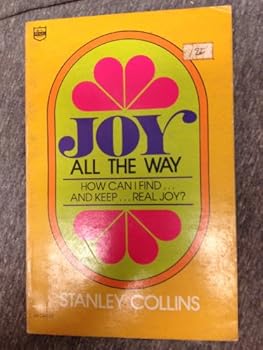 JOY
ALL THE WAY
HOW CAN I FIND...
AND KEEP... REAL JOY?
STANLEY COLLINS